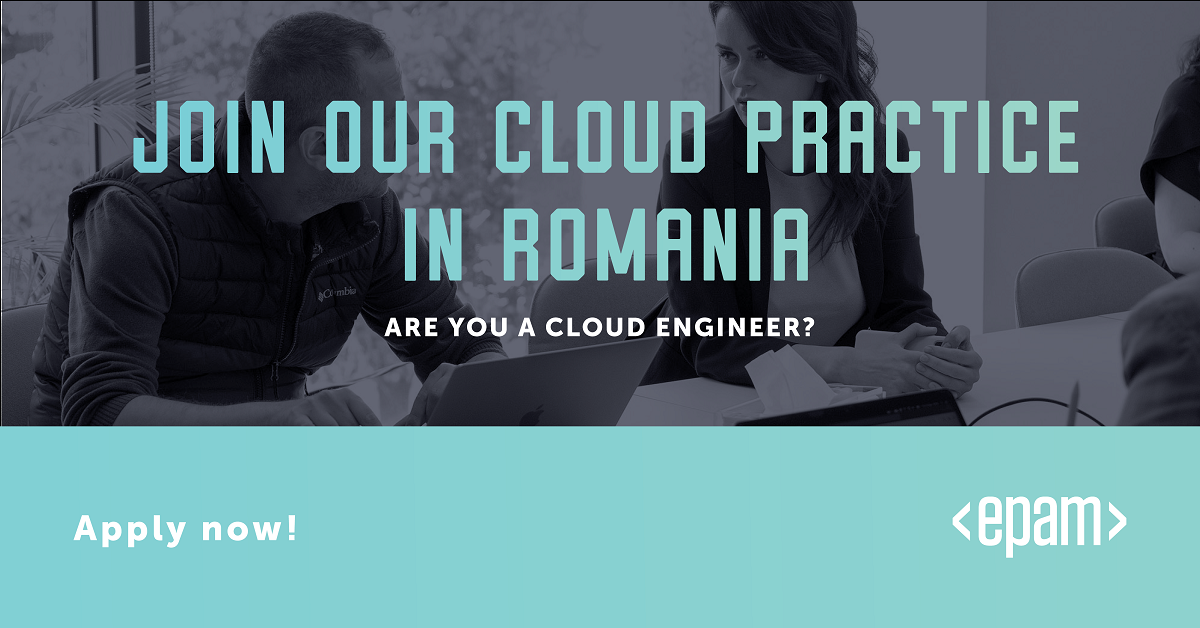 JOIN OUR CLOUD PRACTICE
IN ROMANIA
ARE YOU A CLOUD ENGINEER?
Columbia
Apply now!
<epam>